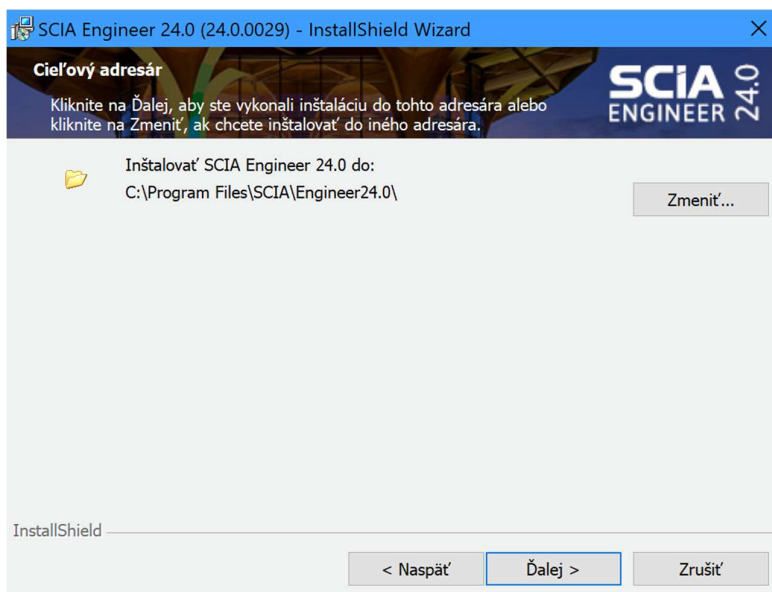 SCIA Engineer 24.0 (24.0.0029) - InstallShield Wizard
Cieľový adresár
Kliknite na Ďalej, aby ste vykonali inštaláciu do tohto adresára alebo
kliknite na Zmeniť, ak chcete inštalovať do iného adresára.
SCIA
ENGINEER
24.0
Inštalovať SCIA Engineer 24.0 do:
C:\Program Files\SCIA\Engineer24.0\
Zmeniť...
InstallShield
< Naspäť
Ďalej >
Zrušiť